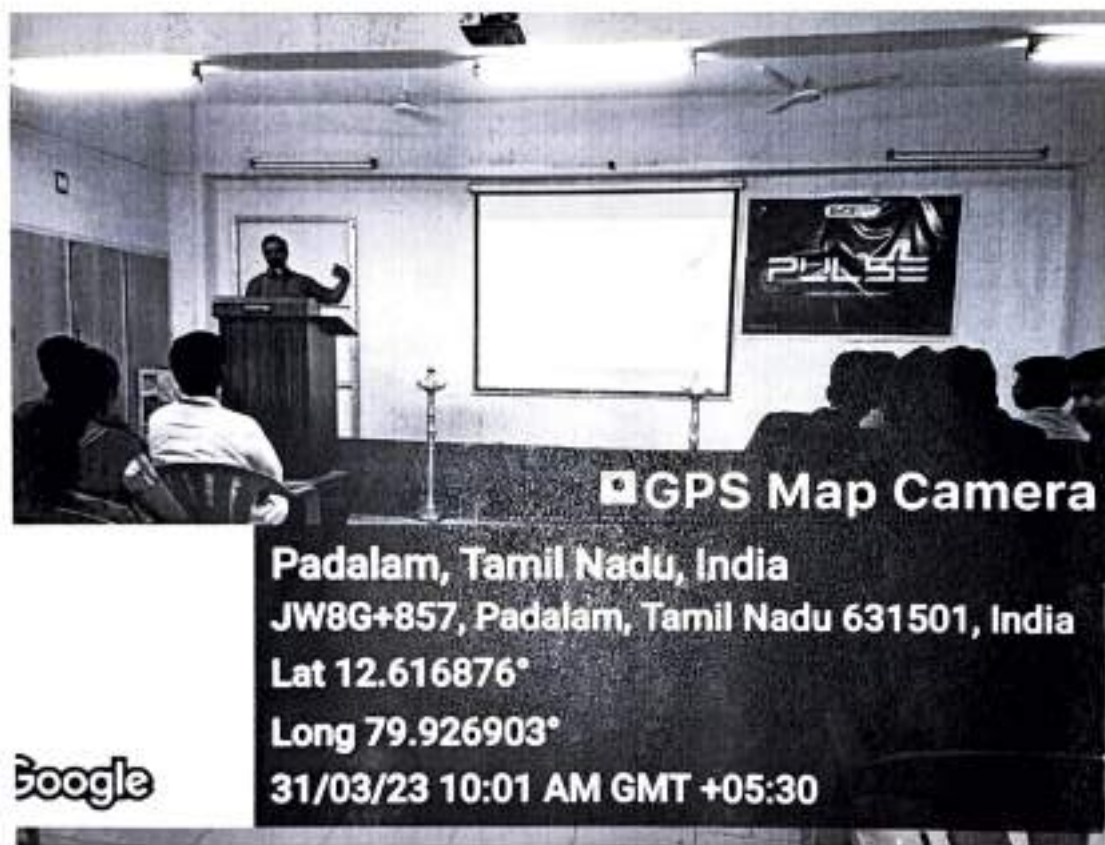 PULSE
GPS Map Camera
Padalam, Tamil Nadu, India
JW8G+857, Padalam, Tamil Nadu 631501, India
Lat 12.616876°
Long 79.926903°
31/03/23 10:01 AM GMT +05:30
Google